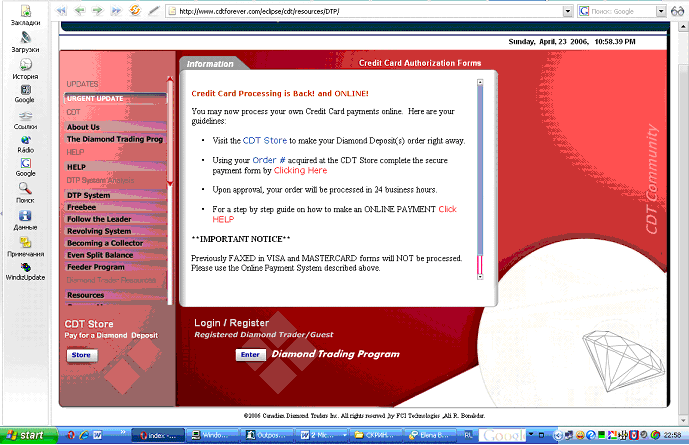 Закладки
Загрузки
История
Google
Ссылки
Rádio
Google
Поиск
Данные
Примечания
WindizUpdate
http://www.cdtforever.com/eclipse/cdt/resources/DTP/
Поиск: Google
Sunday, April, 23 2006, 10:58.39 PM
UPDATES
URGENT UPDATE
CDT
About Us
The Diamond Trading Prog
HELP
HELP
DTP System Analysis
DTP System
Freebee
Follow the Leader
Revolving System
Becoming a Collector
Even Split Balance
Feeder Program
Diamond Trader Resources
Resources
Information
Credit Card Authorization Forms
Credit Card Processing is Back! and ONLINE!
You may now process your own Credit Card payments online. Here are your
guidelines:
• Visit the CDT Store to make your Diamond Deposit(s) order right away.
• Using your Order # acquired at the CDT Store complete the secure
payment form by Clicking Here
• Upon approval, your order will be processed in 24 business hours.
• For a step by step guide on how to make an ONLINE PAYMENT Click
HELP
**IMPORTANT NOTICE**
Previously FAXED in VISA and MASTERCARD forms will NOT be processed.
Please use the Online Payment System described above.
CDT Community
CDT Store
Pay for a Diamond Deposit
Store
Login / Register
Registered Diamond Trader/Guest
Enter
Diamond Trading Program
©2006 Canadian Diamond Traders Inc. All rights reserved ,by FCI Technologies ,Ali R. Bonakdar.
start
index -...
Windo...
Outpos...
2 Mic...
СКРИН...
Elena B...
RU
Google
22:58